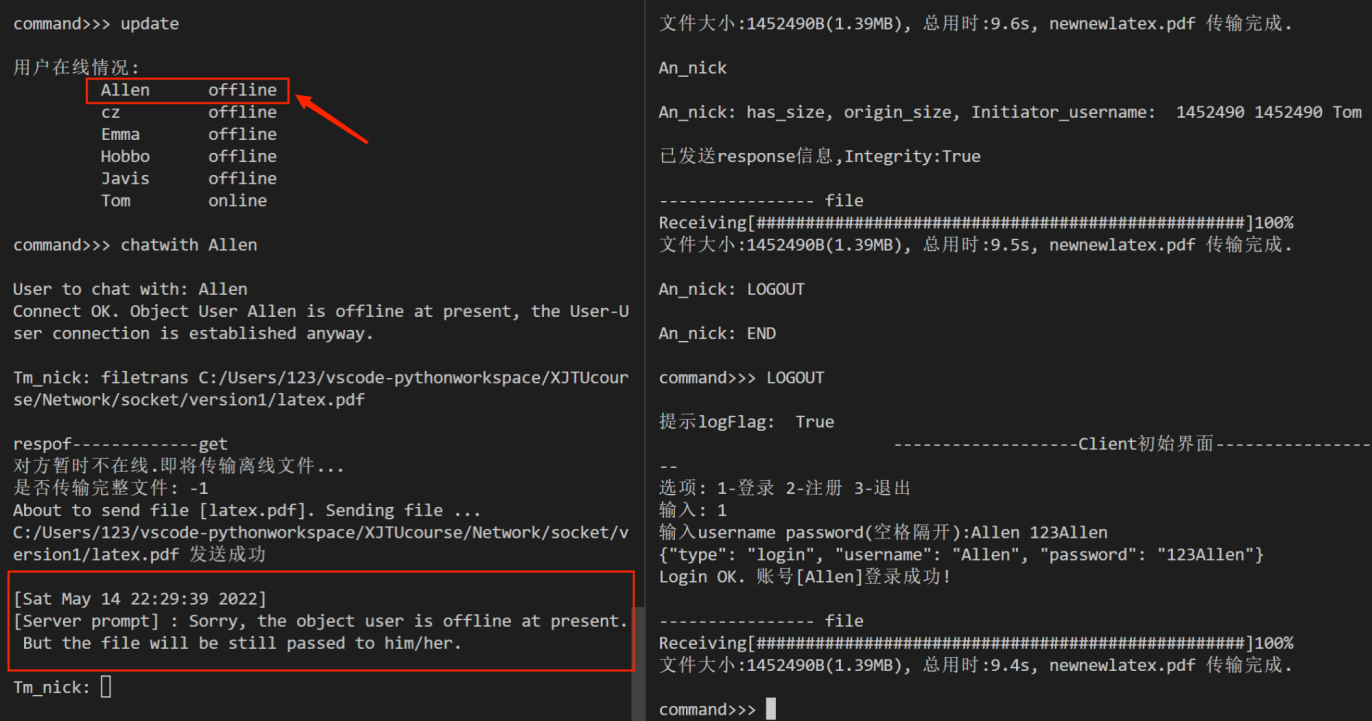 command>>> update
用户在线情况:
Allen offline
cz offline
Emma offline
Hobbo offline
Javis offline
Tom online
command>>> chatwith Allen
User to chat with: Allen
Connect OK. Object User Allen is offline at present, the User-U
ser connection is established anyway.
Tm_nick: filetrans C:/Users/123/vscode-pythonworkspace/XJTUcour
se/Network/socket/version1/latex.pdf
respof-------------get
对方暂时不在线.即将传输离线文件...
是否传输完整文件: -1
About to send file [latex.pdf]. Sending file ...
C:/Users/123/vscode-pythonworkspace/XJTUcourse/Network/socket/v
ersion1/latex.pdf 发送成功
[Sat May 14 22:29:39 2022]
[Server prompt] : Sorry, the object user is offline at present.
But the file will be still passed to him/her.
Tm_nick:
文件大小:1452490B(1.39MB), 总用时:9.6s, newnewlatex.pdf 传输完成.
An_nick
An_nick: has_size, origin_size, Initiator_username:  1452490 1452490 Tom
已发送response信息,Integrity:True
---------------- file
Receiving[##################################################]100%
文件大小:1452490B(1.39MB), 总用时:9.5s, newnewlatex.pdf 传输完成.
An_nick: LOGOUT
An_nick: END
command>>> LOGOUT
提示logFlag:  True
-------------------Client初始界面----------------
--
选项: 1-登录 2-注册 3-退出
输入: 1
输入username password(空格隔开):Allen 123Allen
{"type": "login", "username": "Allen", "password": "123Allen"}
Login OK. 账号[Allen]登录成功!
---------------- file
Receiving[##################################################]100%
文件大小:1452490B(1.39MB), 总用时:9.4s, newnewlatex.pdf 传输完成.
command>>>